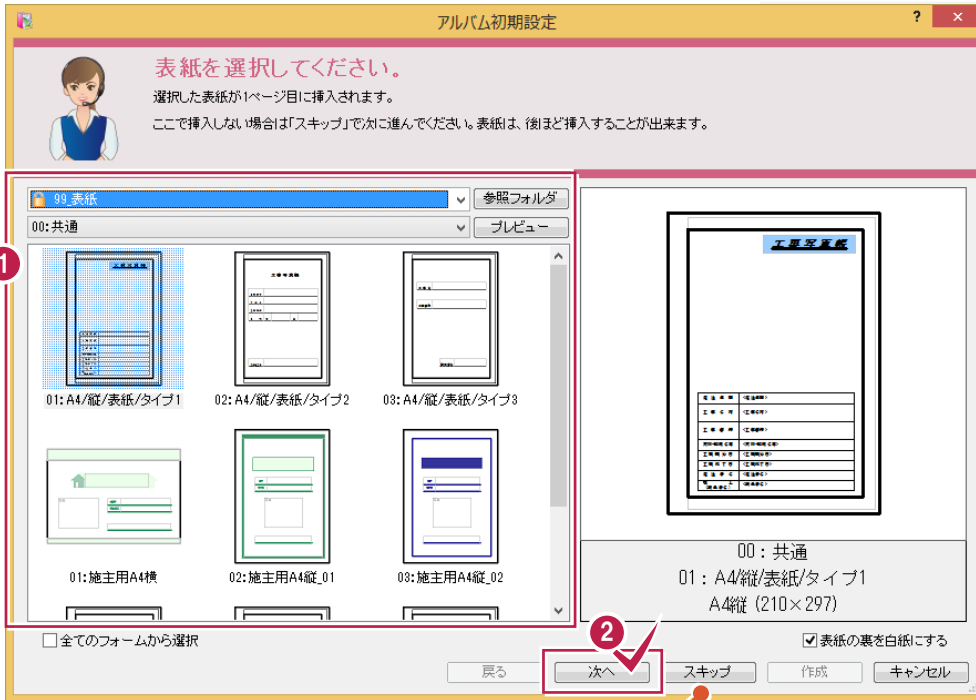 アルバム初期設定
?
×
表紙を選択してください。
選択した表紙が1ページ目に挿入されます。
ここで挿入しない場合は「スキップ」で次に進んでください。表紙は、後ほど挿入することが出来ます。
1
99_表紙
参照フォルダ
00:共通
プレビュー
工事写真帳
01:A4/縦/表紙/タイプ1
02:A4/縦/表紙/タイプ2
03:A4/縦/表紙/タイプ3
01:施主用A4横
02:施主用A4縦_01
03:施主用A4縦_02
00：共通
01：A4/縦/表紙/タイプ1
A4縦 (210×297)
全てのフォームから選択
2
表紙の裏を白紙にする
戻る
次へ
スキップ
作成
キャンセル